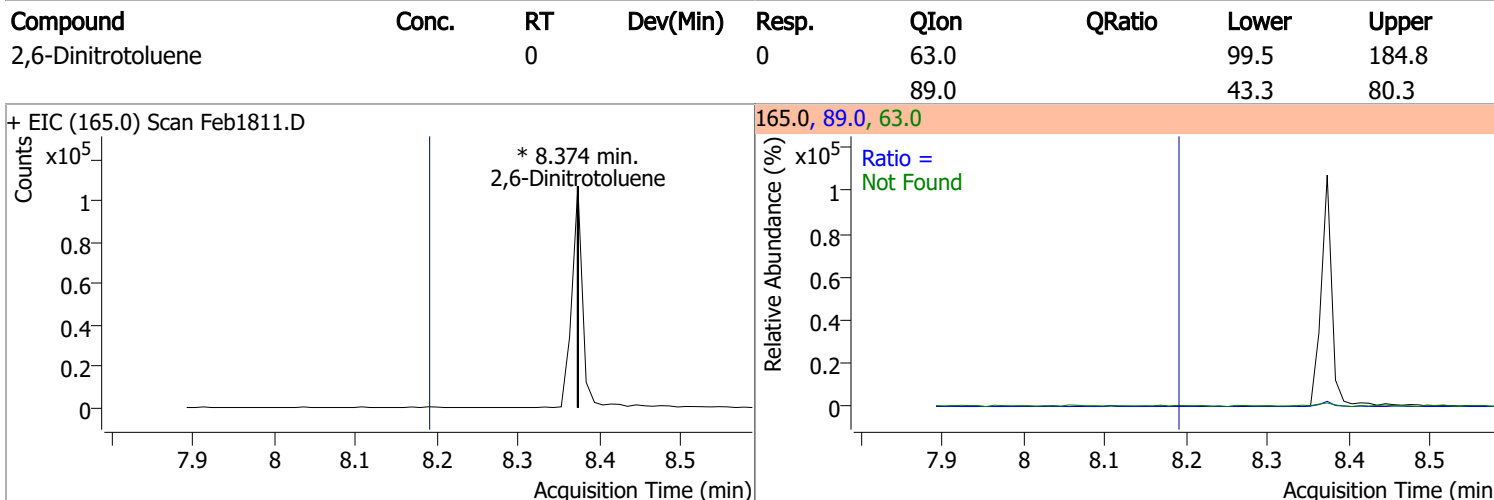 Compound Conc. RT Dev(Min) Resp. QIon QRatio Lower Upper
2,6-Dinitrotoluene 0 0 63.0 99.5 184.8
89.0 43.3 80.3
+ EIC (165.0) Scan Feb1811.D
Counts
x10⁵
* 8.374 min.
2,6-Dinitrotoluene
1
0.8
0.6
0.4
0.2
0
7.9 8 8.1 8.2 8.3 8.4 8.5
Acquisition Time (min)
165.0, 89.0, 63.0
Relative Abundance (%)
x10⁵
Ratio =
Not Found
1
0.8
0.6
0.4
0.2
0
7.9 8 8.1 8.2 8.3 8.4 8.5
Acquisition Time (min